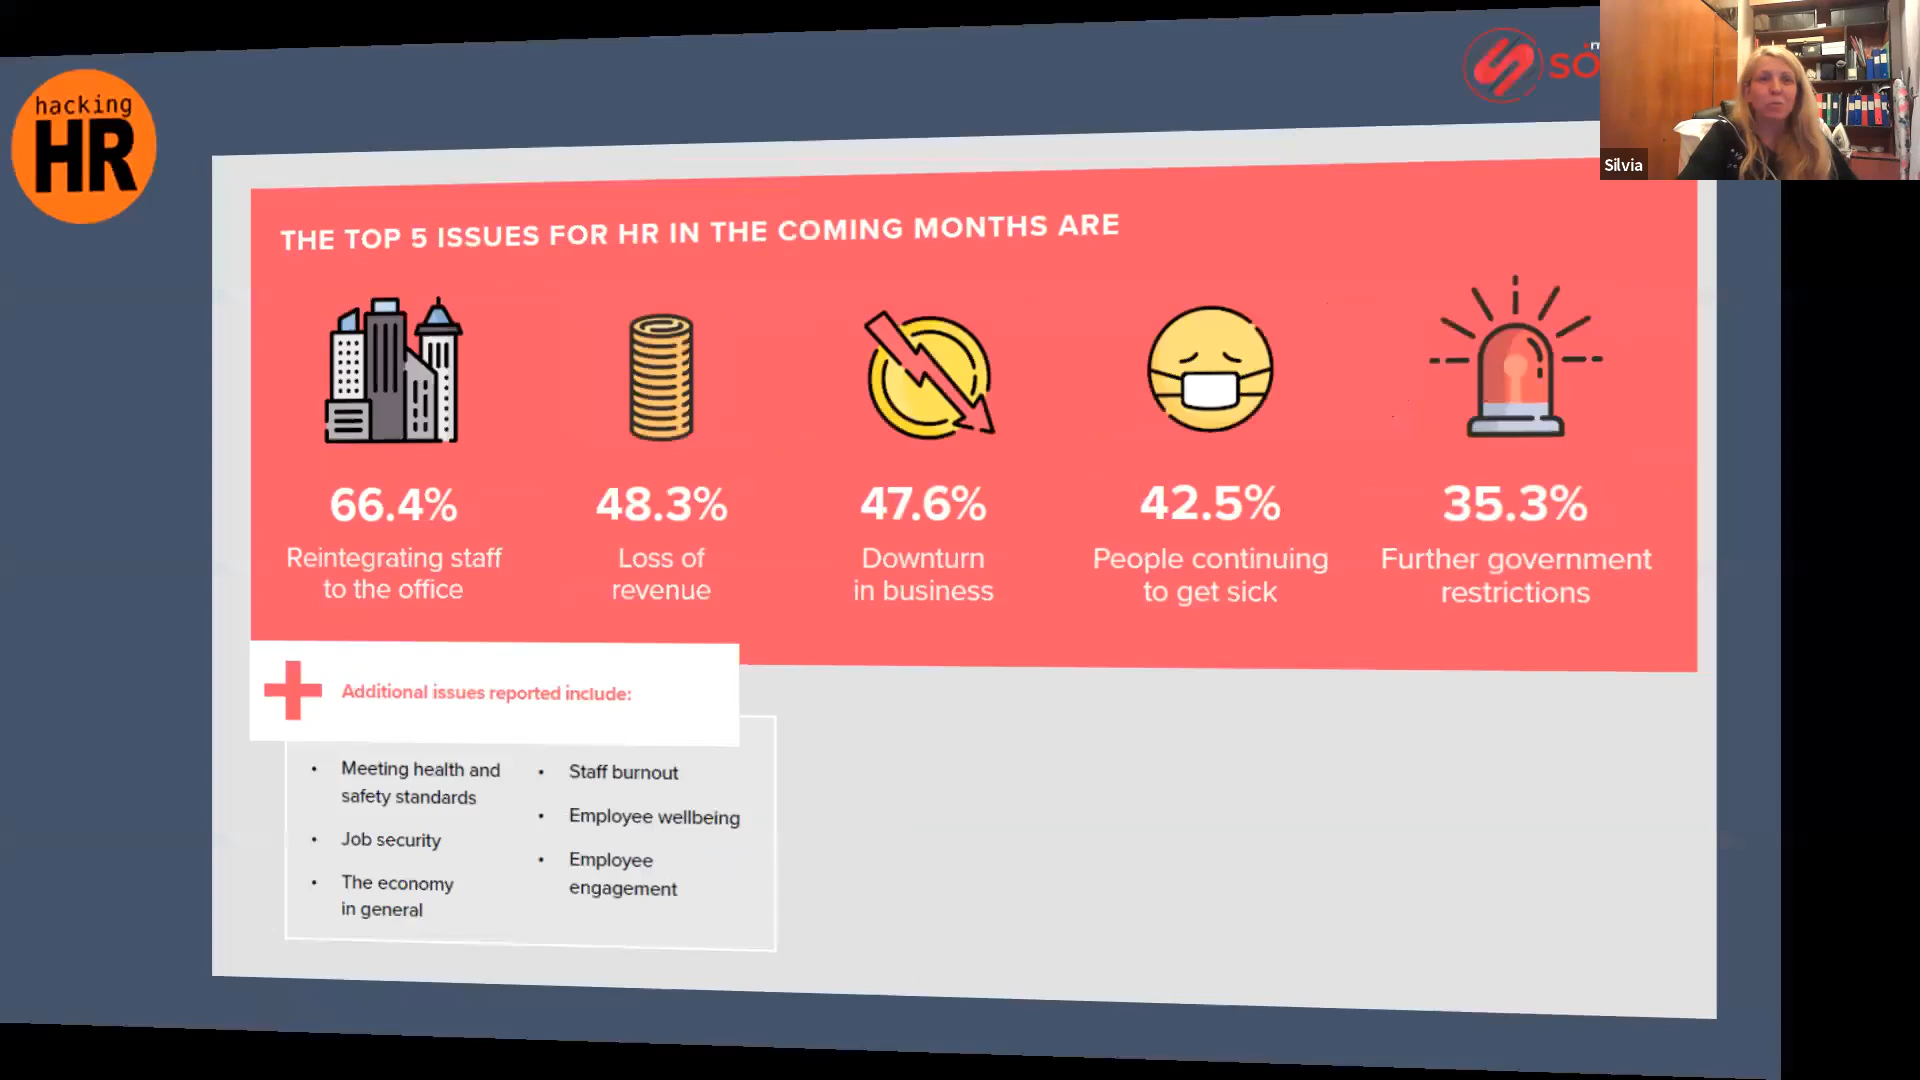 hacking
HR
Silvia
THE TOP 5 ISSUES FOR HR IN THE COMING MONTHS ARE
66.4%
Reintegrating staff
to the office
48.3%
Loss of
revenue
47.6%
Downturn
in business
42.5%
People continuing
to get sick
35.3%
Further government
restrictions
Additional issues reported include:
• Meeting health and
safety standards
• Job security
• The economy
in general
• Staff burnout
• Employee wellbeing
• Employee
engagement